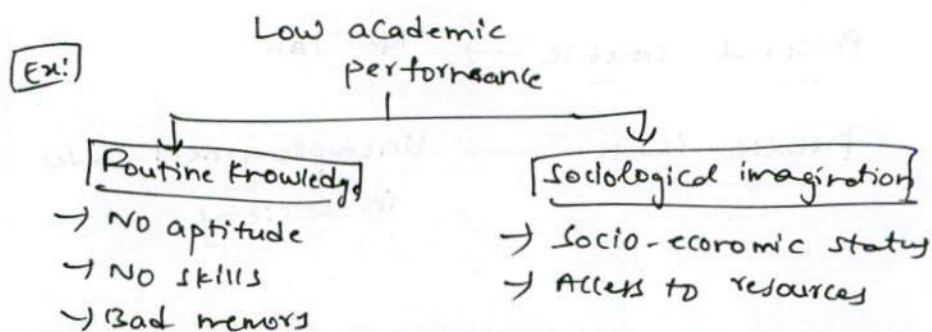 Low academic
performance
Ex:
Routine knowledge
→ No aptitude
→ No skills
→ Bad memory
Sociological imagination
→ Socio-economic status
→ Access to resources